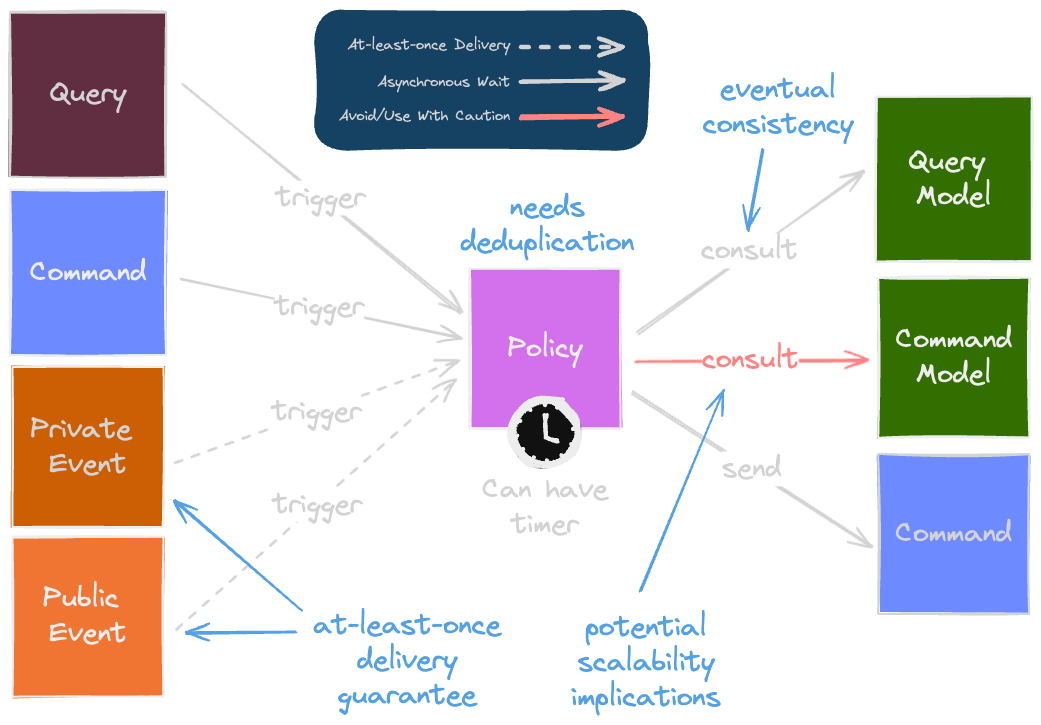 Query
Command
Private
Event
Public
Event
At-least-once Delivery
Asynchronous Wait
Avoid/Use With Caution
trigger
trigger
trigger
trigger
needs
deduplication
Policy
Can have
timer
at-least-once
delivery
guarantee
eventual
consistency
consult
consult
send
potential
scalability
implications
Query
Model
Command
Model
Command